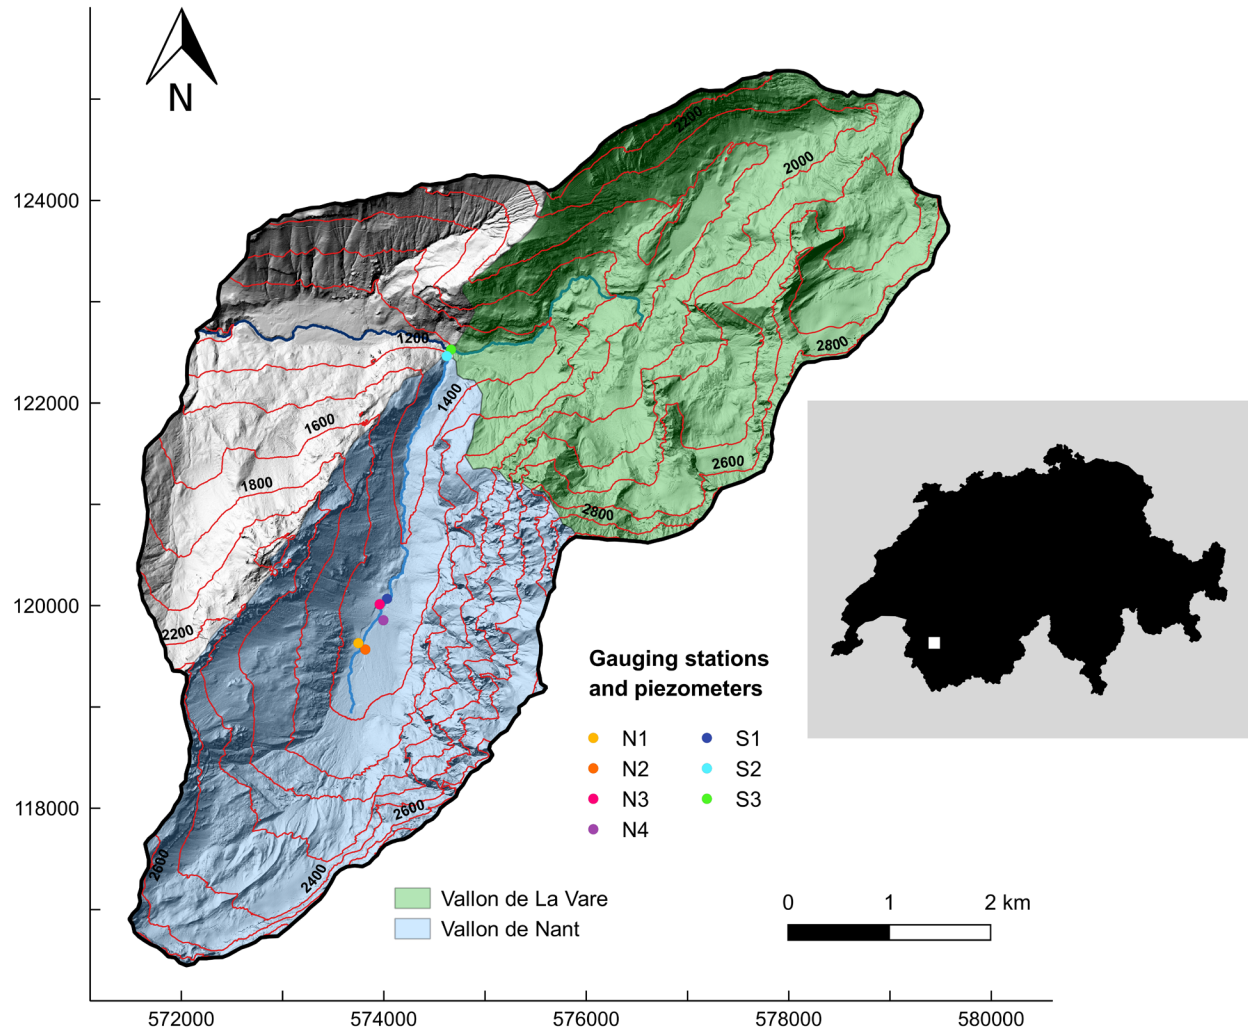 N
2200
2000
124000
2800
1200
122000
1400
1600
2600
1800
2800
120000
2200
Gauging stations
and piezometers
N1 S1
N2 S2
N3 S3
N4
118000
2600
2600
2400
Vallon de La Vare
Vallon de Nant
0 1 2 km
572000 574000 576000 578000 580000